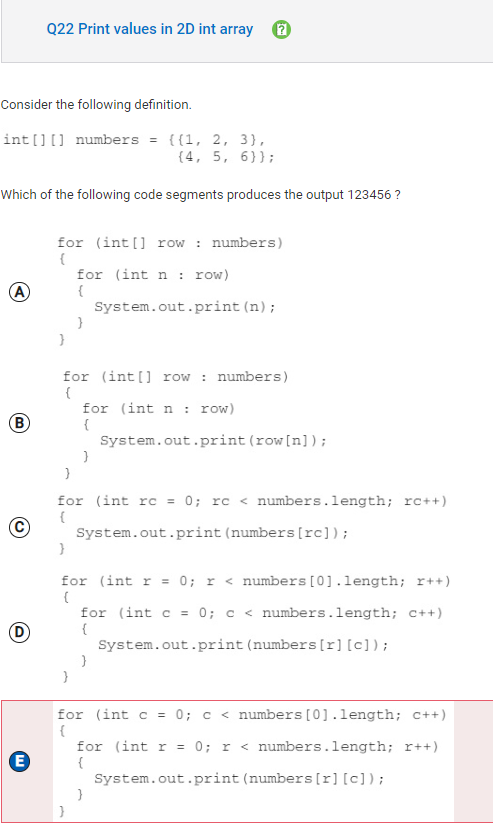 Q22 Print values in 2D int array
Consider the following definition.
int[][] numbers = {{1, 2, 3},
{4, 5, 6}};
Which of the following code segments produces the output 123456 ?
A
for (int[] row : numbers)
{
for (int n : row)
{
System.out.print(n);
}
}
B
for (int[] row : numbers)
{
for (int n : row)
{
System.out.print(row[n]);
}
}
C
for (int rc = 0; rc < numbers.length; rc++)
{
System.out.print(numbers[rc]);
}
D
for (int r = 0; r < numbers[0].length; r++)
{
for (int c = 0; c < numbers.length; c++)
{
System.out.print(numbers[r][c]);
}
}
E
for (int c = 0; c < numbers[0].length; c++)
{
for (int r = 0; r < numbers.length; r++)
{
System.out.print(numbers[r][c]);
}
}